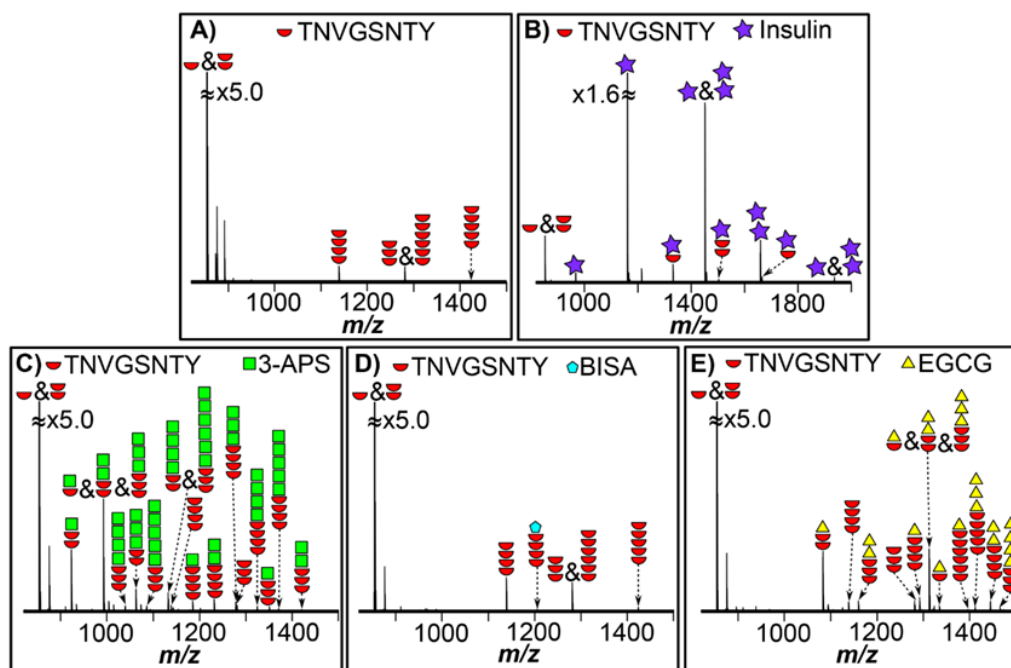 A) TNVGSNTY
&
≈x5.0
1000 1200 1400
m/z
B) TNVGSNTY Insulin
x1.6≈ &
&
&
1000 1400 1800
m/z
C) TNVGSNTY 3-APS
&
≈x5.0
& & &
1000 1200 1400
m/z
D) TNVGSNTY BISA
&
≈x5.0
&
1000 1200 1400
m/z
E) TNVGSNTY EGCG
&
≈x5.0
& &
1000 1200 1400
m/z